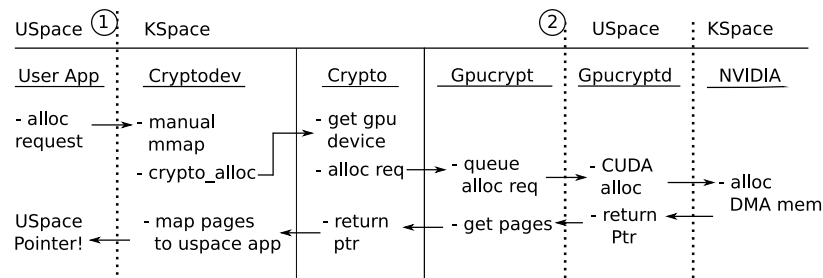 USpace 1 KSpace 2 USpace KSpace
User App Cryptodev Crypto Gpucrypt Gpucryptd NVIDIA
- alloc
request
- manual
mmap
- crypto_alloc
- get gpu
device
- alloc req
- queue
alloc req
- CUDA
alloc
- alloc
DMA mem
USpace
Pointer!
- map pages
to uspace app
- return
ptr
- get pages
- return
Ptr